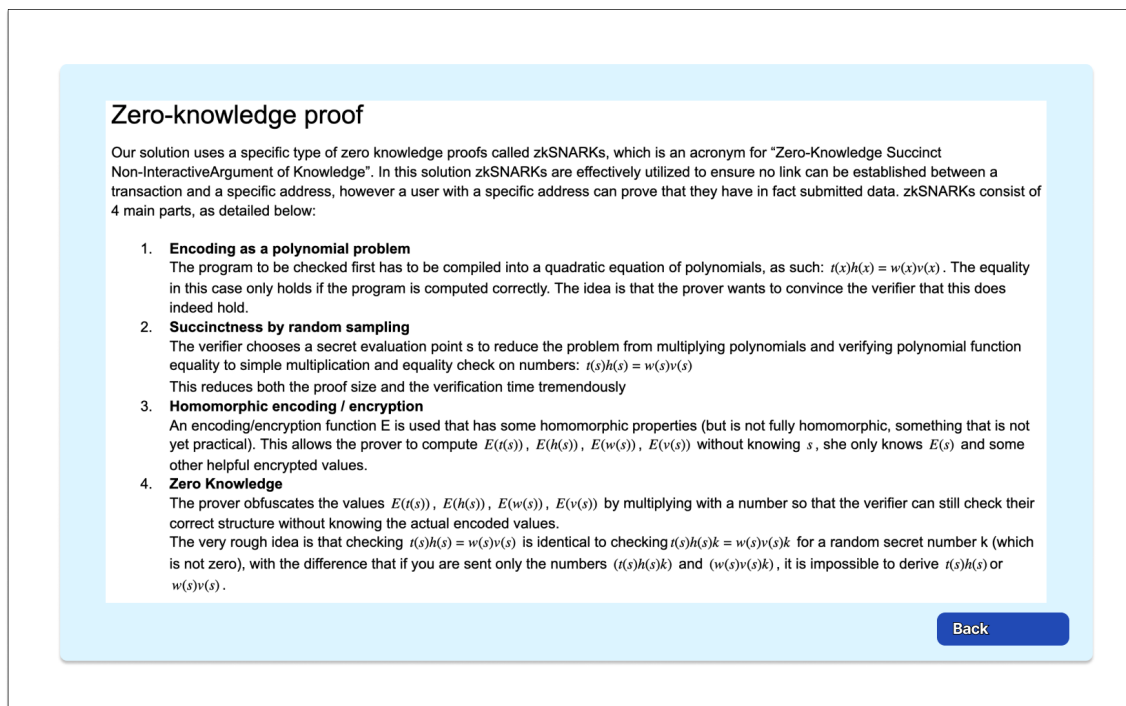 Zero-knowledge proof
Our solution uses a specific type of zero knowledge proofs called zkSNARKs, which is an acronym for “Zero-Knowledge Succinct
Non-InteractiveArgument of Knowledge”. In this solution zkSNARKs are effectively utilized to ensure no link can be established between a
transaction and a specific address, however a user with a specific address can prove that they have in fact submitted data. zkSNARKs consist of
4 main parts, as detailed below:
1. Encoding as a polynomial problem
The program to be checked first has to be compiled into a quadratic equation of polynomials, as such: t(x)h(x) = w(x)v(x). The equality
in this case only holds if the program is computed correctly. The idea is that the prover wants to convince the verifier that this does
indeed hold.
2. Succinctness by random sampling
The verifier chooses a secret evaluation point s to reduce the problem from multiplying polynomials and verifying polynomial function
equality to simple multiplication and equality check on numbers: t(s)h(s) = w(s)v(s)
This reduces both the proof size and the verification time tremendously
3. Homomorphic encoding / encryption
An encoding/encryption function E is used that has some homomorphic properties (but is not fully homomorphic, something that is not
yet practical). This allows the prover to compute E(t(s)), E(h(s)), E(w(s)), E(v(s)) without knowing s, she only knows E(s) and some
other helpful encrypted values.
4. Zero Knowledge
The prover obfuscates the values E(t(s)), E(h(s)), E(w(s)), E(v(s)) by multiplying with a number so that the verifier can still check their
correct structure without knowing the actual encoded values.
The very rough idea is that checking t(s)h(s) = w(s)v(s) is identical to checking t(s)h(s)k = w(s)v(s)k for a random secret number k (which
is not zero), with the difference that if you are sent only the numbers (t(s)h(s)k) and (w(s)v(s)k), it is impossible to derive t(s)h(s) or
w(s)v(s).
Back